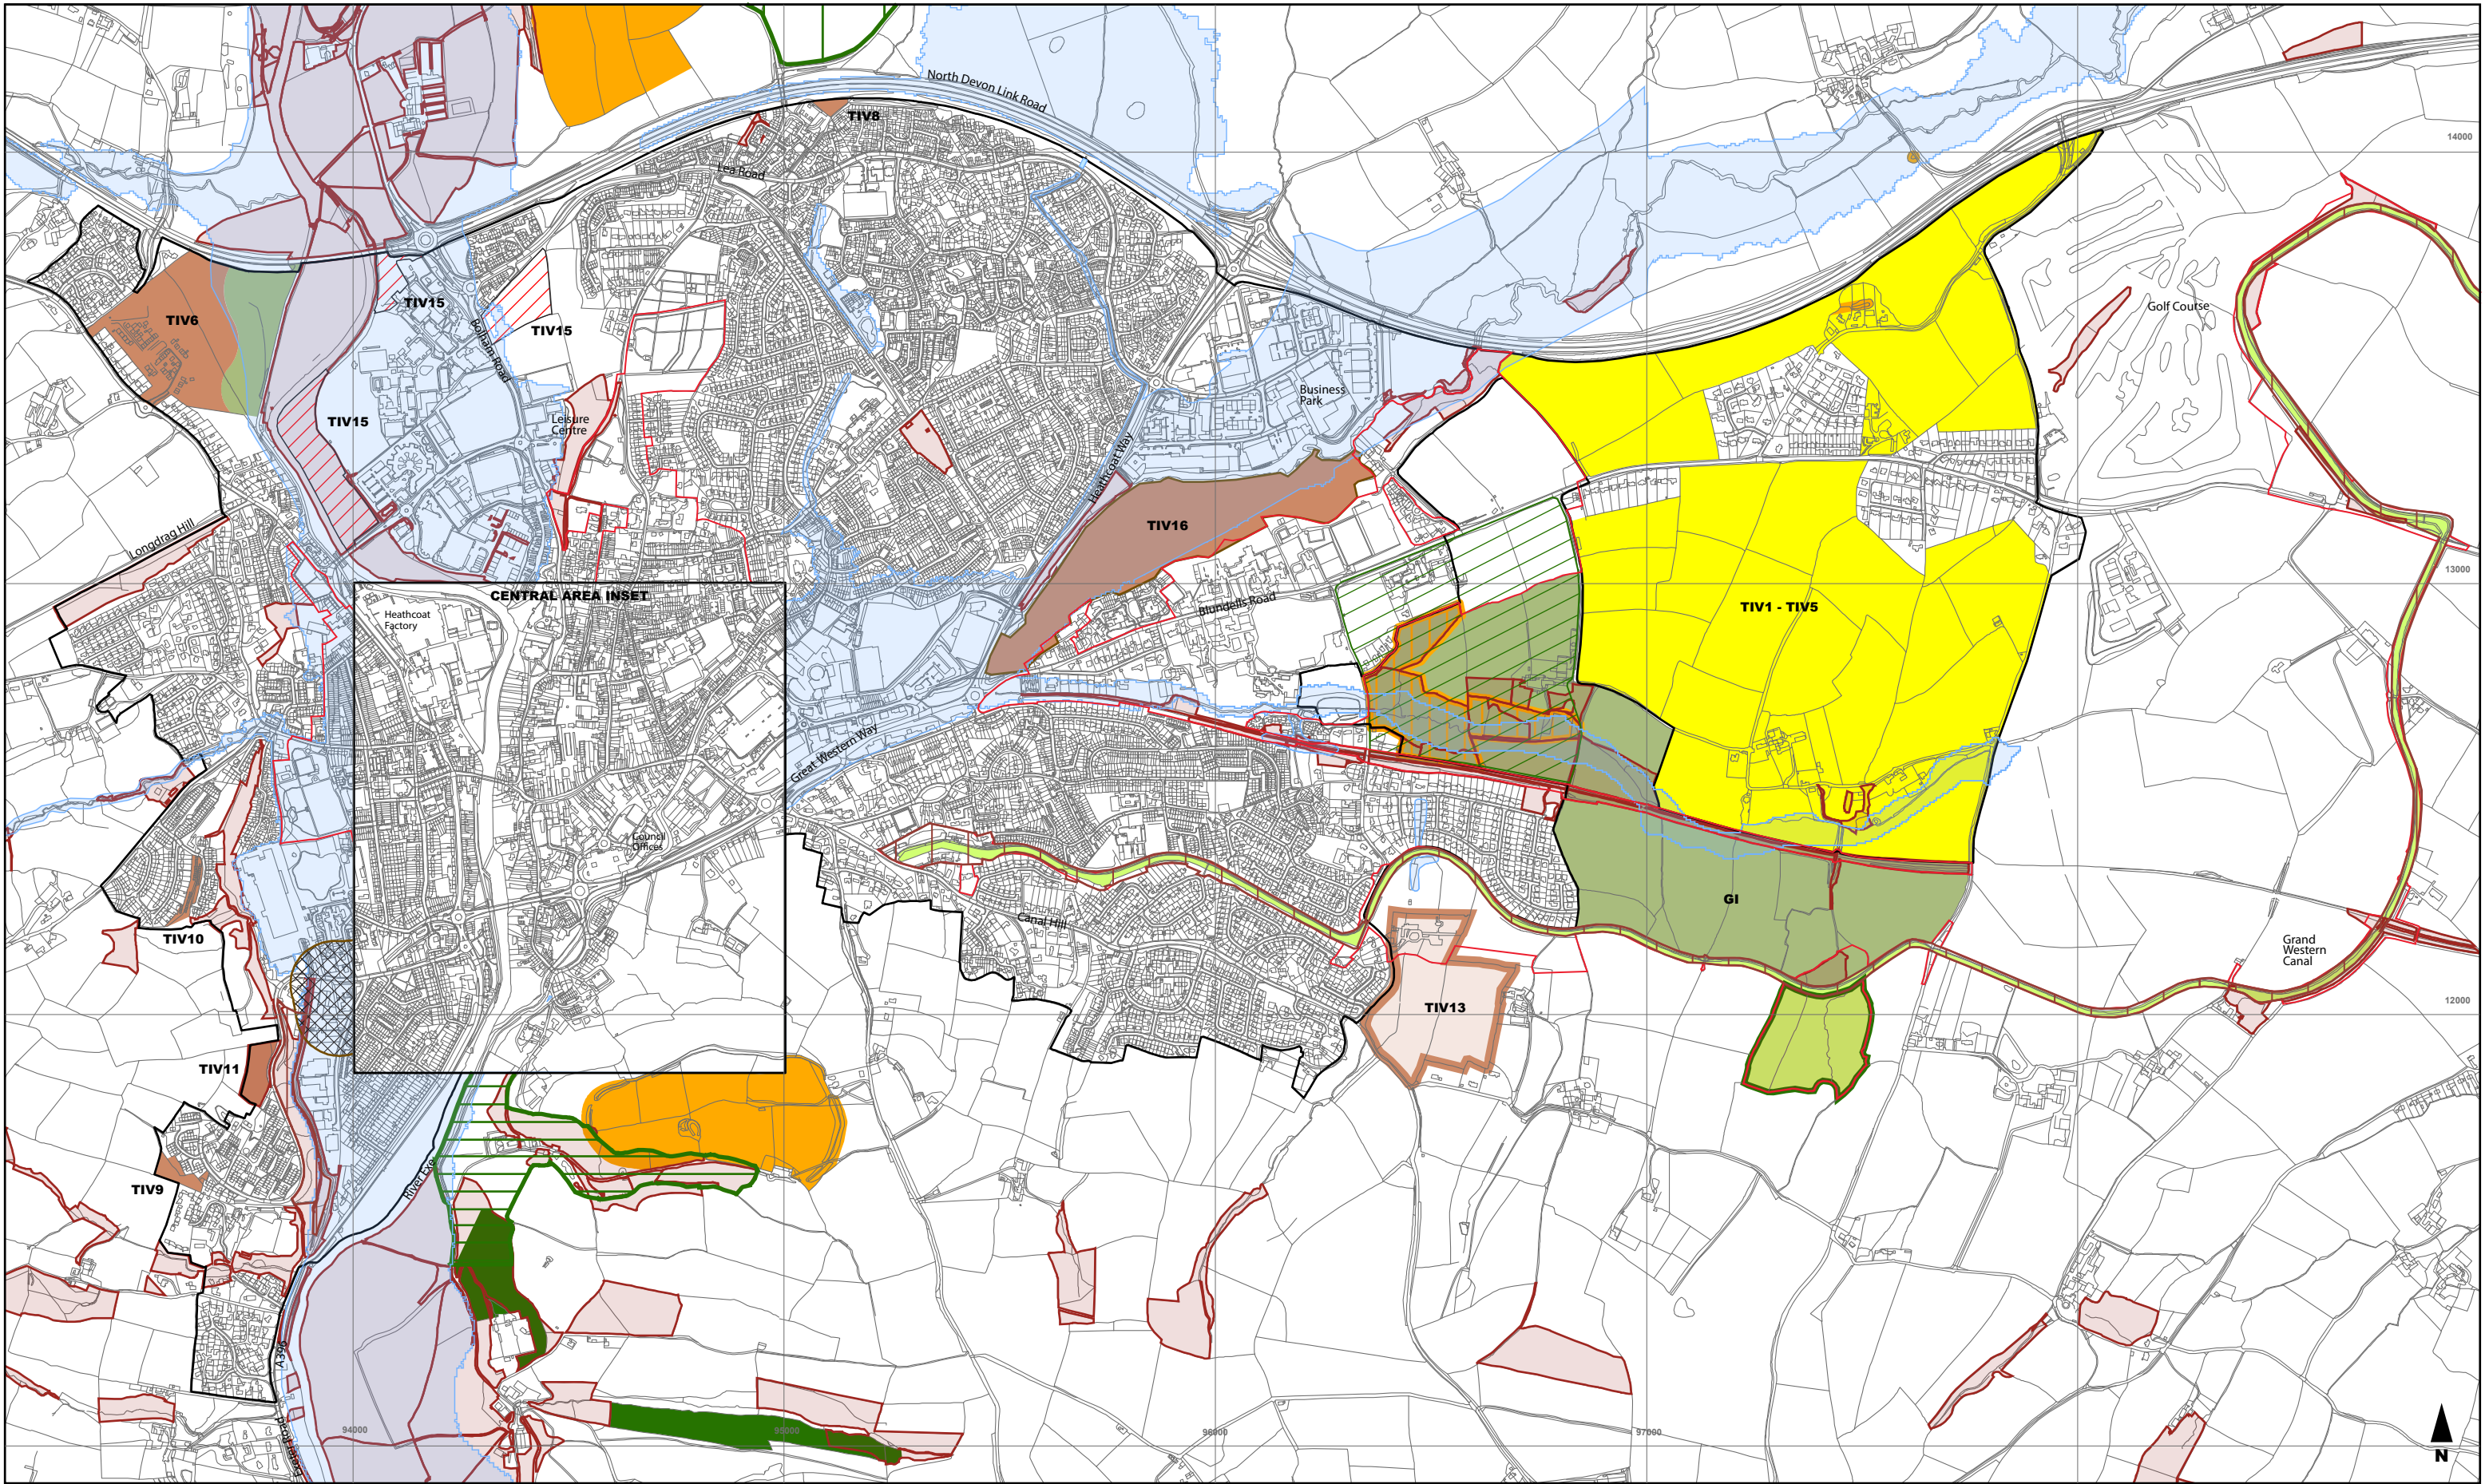 North Devon Link Road
TIV8
14000
Lea Road
TIV6
TIV15
TIV15
Bolham Road
Golf Course
TIV15
Leisure
Centre
Business
Park
Heathcoat Way
TIV16
Longdrag Hill
CENTRAL AREA INSET
Heathcoat
Factory
Blundells Road
TIV1 - TIV5
13000
Great Western Way
Council
Offices
GI
Canal Hill
TIV10
Grand
Western
Canal
TIV13
12000
TIV11
River Exe
TIV9
A396
Exeter Road
94000
95000
96000
97000
N